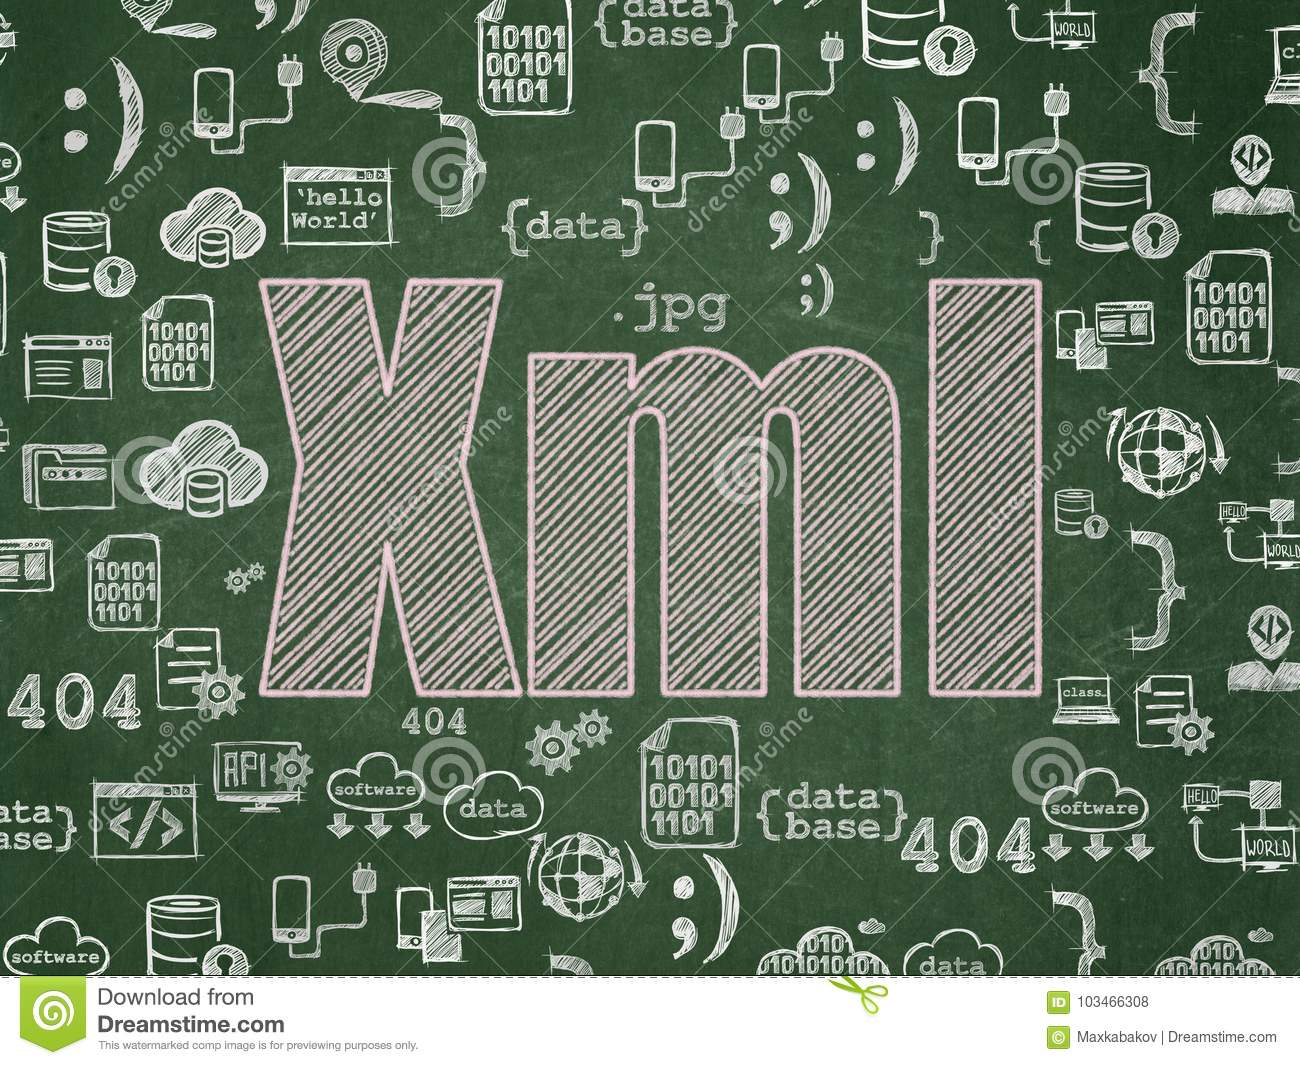 {data
base}
10101
00101
1101
WORLD
'hello
World'
{data}
.jpg
;)
:)
:)
;)
10101
00101
1101
10101
00101
1101
Xml
HELLO
WORLD
10101
00101
1101
404
404
class
API
software
data
10101
00101
1101
{data
base}
404
software
HELLO
WORLD
</>
;)
software
data
Download from
Dreamstime.com
This watermarked comp image is for previewing purposes only.
ID 103466308
© Maxkabakov | Dreamstime.com